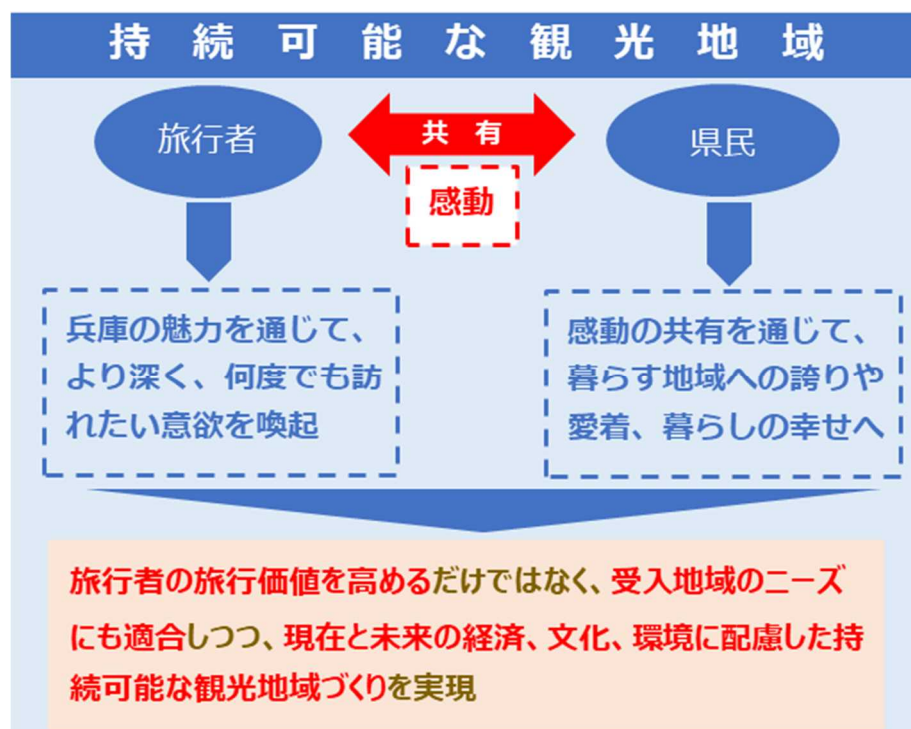 持続可能な観光地域
旅行者
共有
県民
感動
兵庫の魅力を通じて、
より深く、何度でも訪
れたい意欲を喚起
感動の共有を通じて、
暮らす地域への誇りや
愛着、暮らしの幸せへ
旅行者の旅行価値を高めるだけではなく、受入地域のニーズ
にも適合しつつ、現在と未来の経済、文化、環境に配慮した持
続可能な観光地域づくりを実現